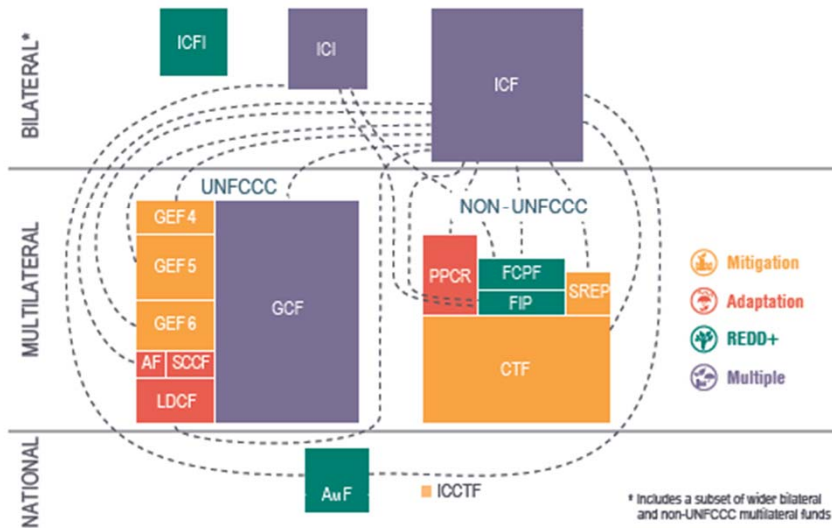 BILATERAL*
ICFI
ICI
ICF
MULTILATERAL
UNFCCC
GEF 4
GEF 5
GEF 6
AF
SCCF
LDCF
GCF
NON-UNFCCC
PPCR
FCPF
FIP
SREP
CTF
Mitigation
Adaptation
REDD+
Multiple
NATIONAL
AMF
ICCTF
* Includes a subset of wider bilateral
and non-UNFCCC multilateral funds